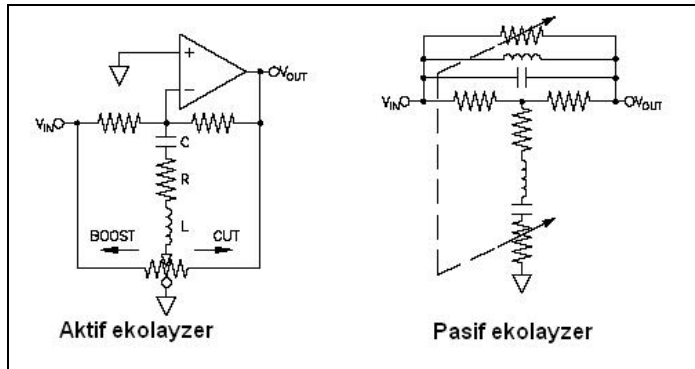 +
−
VOUT
VIN
C
R
L
BOOST
CUT
Aktif ekolayzer
VIN
VOUT
Pasif ekolayzer